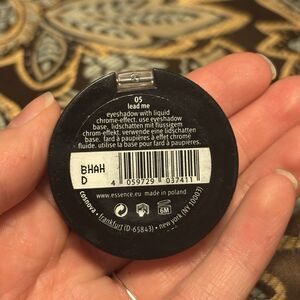 05
lead me
eyeshadow with liquid
chrome-effect. use eyeshadow
base. lidschatten mit flüssigem
chrom-effekt. verwende eine lidschatten
base. fard à paupières à effet chromé
fluide. utilise la base pour fard à paupières.
BHAH
D
4 059729 037411
www.essence.eu made in poland
6M
cosnova • frankfurt (D-65843) • new york (NY 10003)